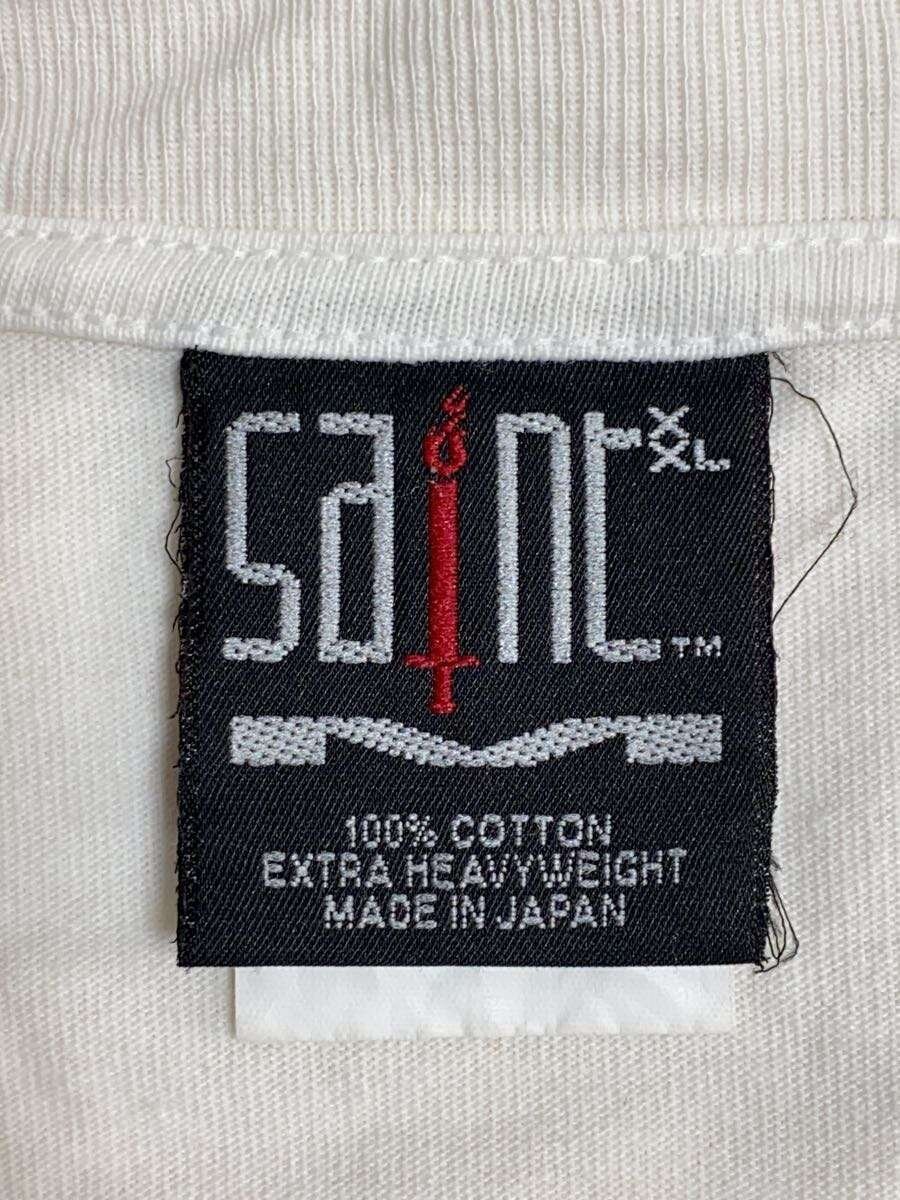 saint XXL
TM
100% COTTON
EXTRA HEAVYWEIGHT
MADE IN JAPAN